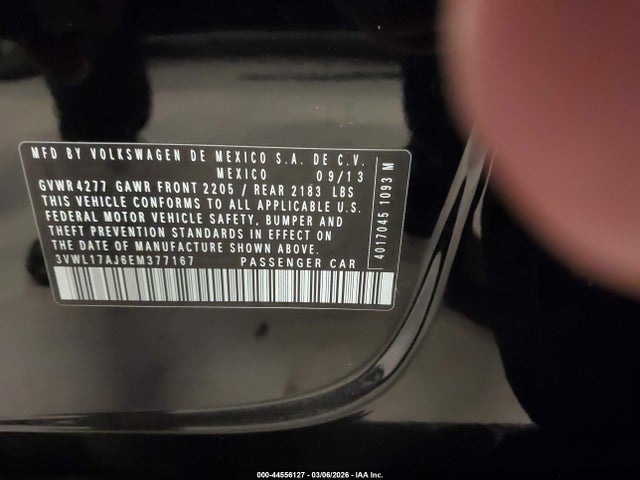 MFD BY VOLKSWAGEN DE MEXICO S.A. DE C.V.
MEXICO 09/13
GVWR4277 GAWR FRONT 2205 / REAR 2183 LBS
THIS VEHICLE CONFORMS TO ALL APPLICABLE U.S.
FEDERAL MOTOR VEHICLE SAFETY, BUMPER AND
THEFT PREVENTION STANDARDS IN EFFECT ON
THE DATE OF MANUFACTURE SHOWN ABOVE.
3VWL17AJ6EM377167 PASSENGER CAR
4017045 1093 M
000-44556127 - 03/06/2026 - IAA Inc.